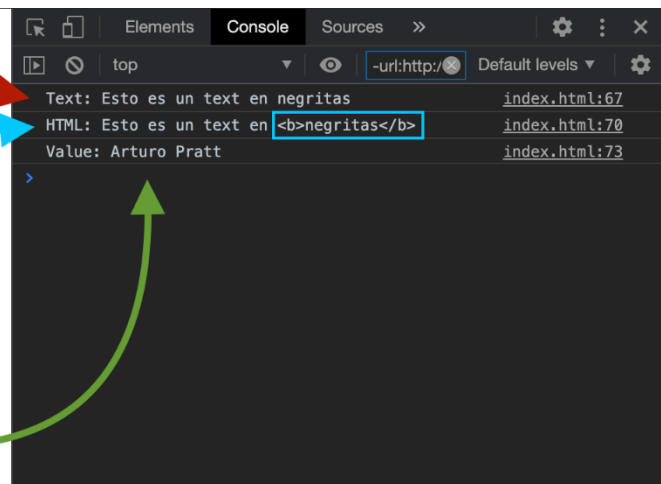 Elements Console Sources »
top -url:http:/ Default levels
Text: Esto es un text en negritas index.html:67
HTML: Esto es un text en <b>negritas</b> index.html:70
Value: Arturo Pratt index.html:73
>